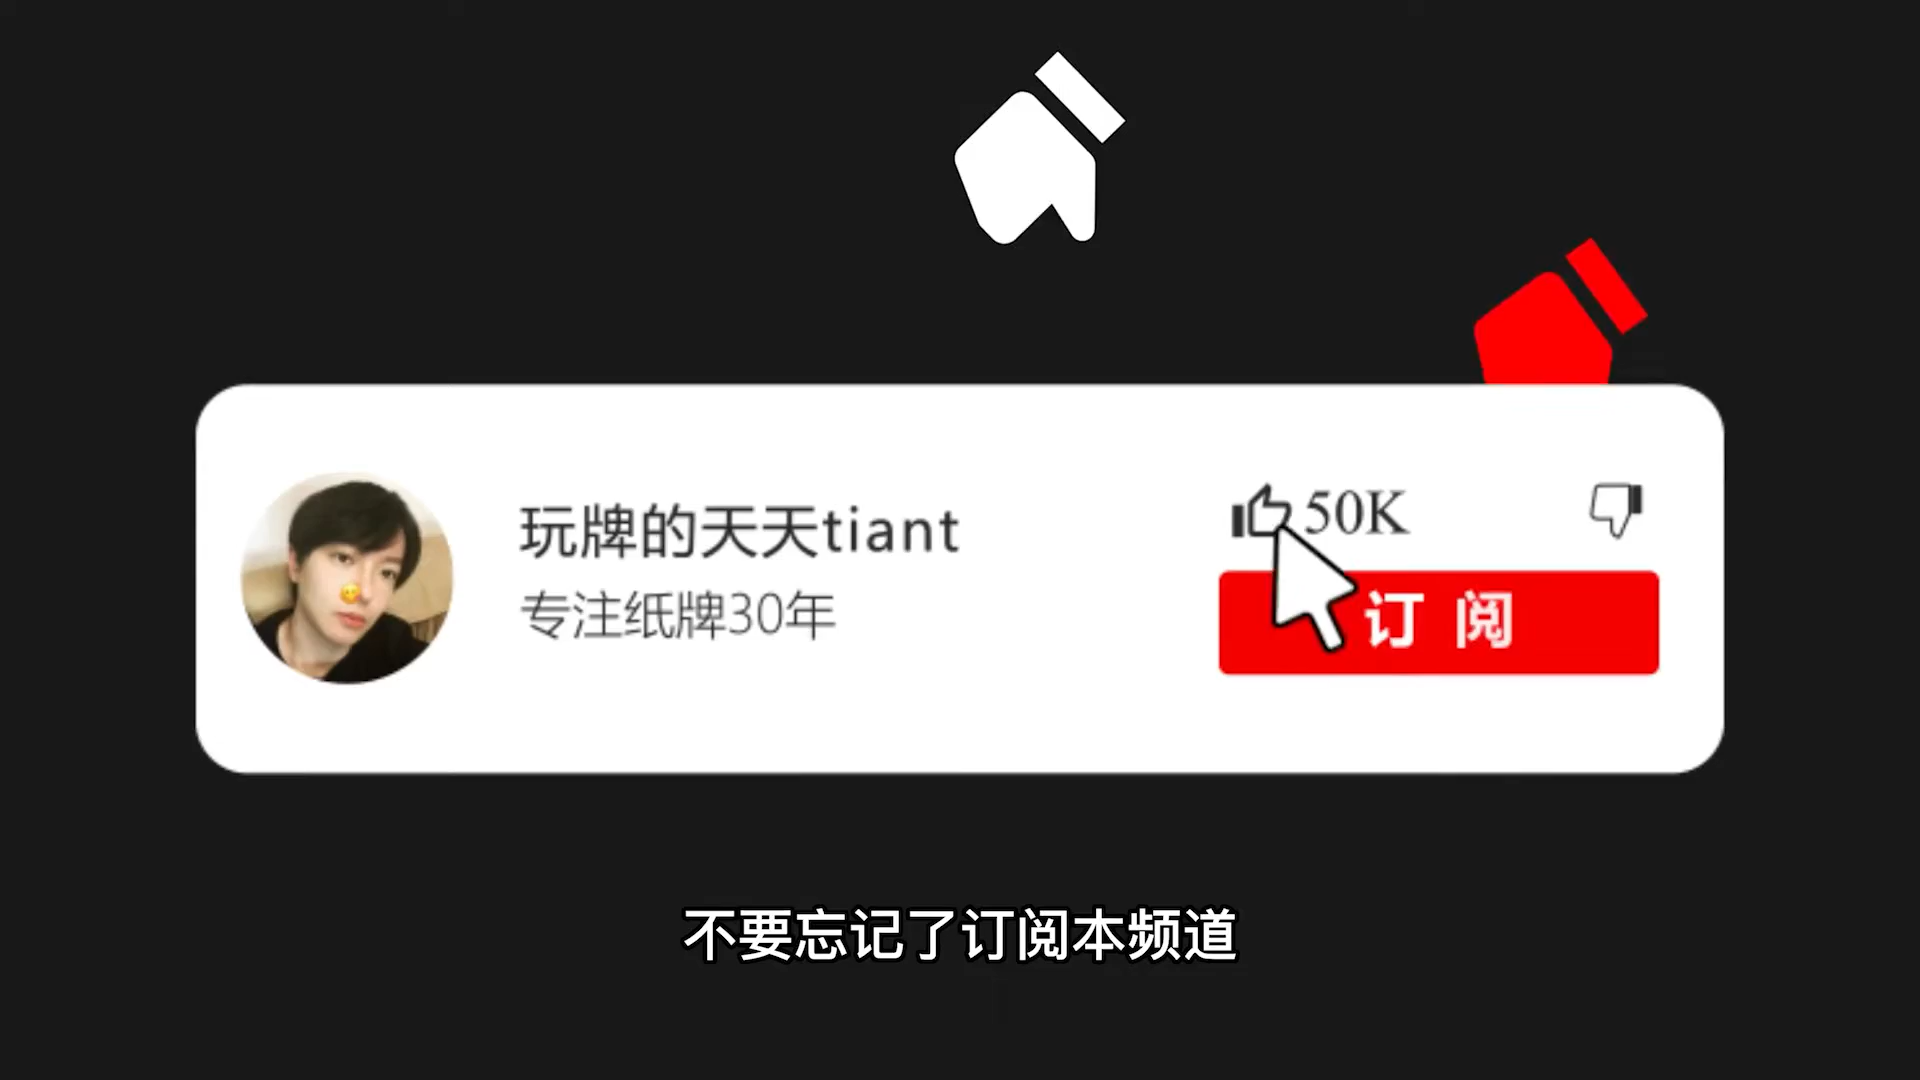 玩牌的天天tiant
专注纸牌30年
50K
订阅
不要忘记了订阅本频道